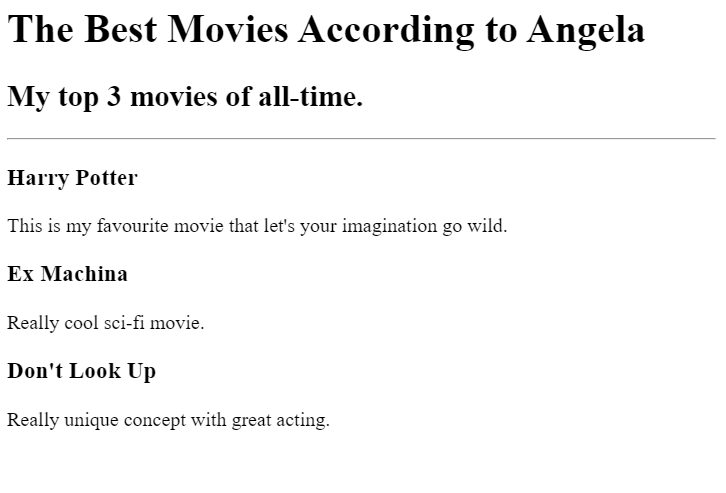 The Best Movies According to Angela
My top 3 movies of all-time.
Harry Potter
This is my favourite movie that let's your imagination go wild.
Ex Machina
Really cool sci-fi movie.
Don't Look Up
Really unique concept with great acting.